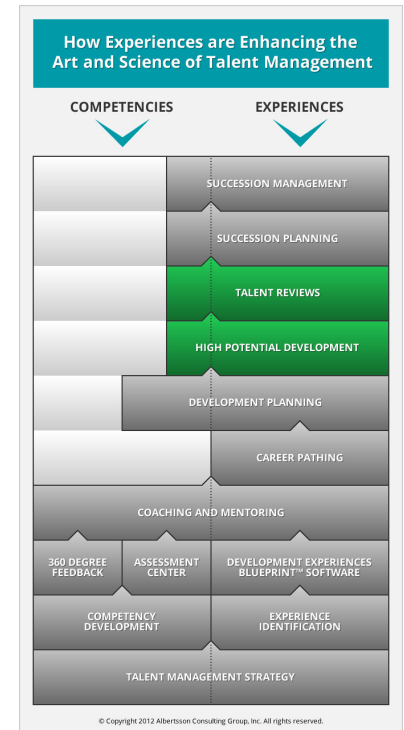 How Experiences are Enhancing the
Art and Science of Talent Management
COMPETENCIES
EXPERIENCES
SUCCESSION MANAGEMENT
SUCCESSION PLANNING
TALENT REVIEWS
HIGH POTENTIAL DEVELOPMENT
DEVELOPMENT PLANNING
CAREER PATHING
COACHING AND MENTORING
360 DEGREE
FEEDBACK
ASSESSMENT
CENTER
DEVELOPMENT EXPERIENCES
BLUEPRINT™ SOFTWARE
COMPETENCY
DEVELOPMENT
EXPERIENCE
IDENTIFICATION
TALENT MANAGEMENT STRATEGY
© Copyright 2012 Albertsson Consulting Group, Inc. All rights reserved.